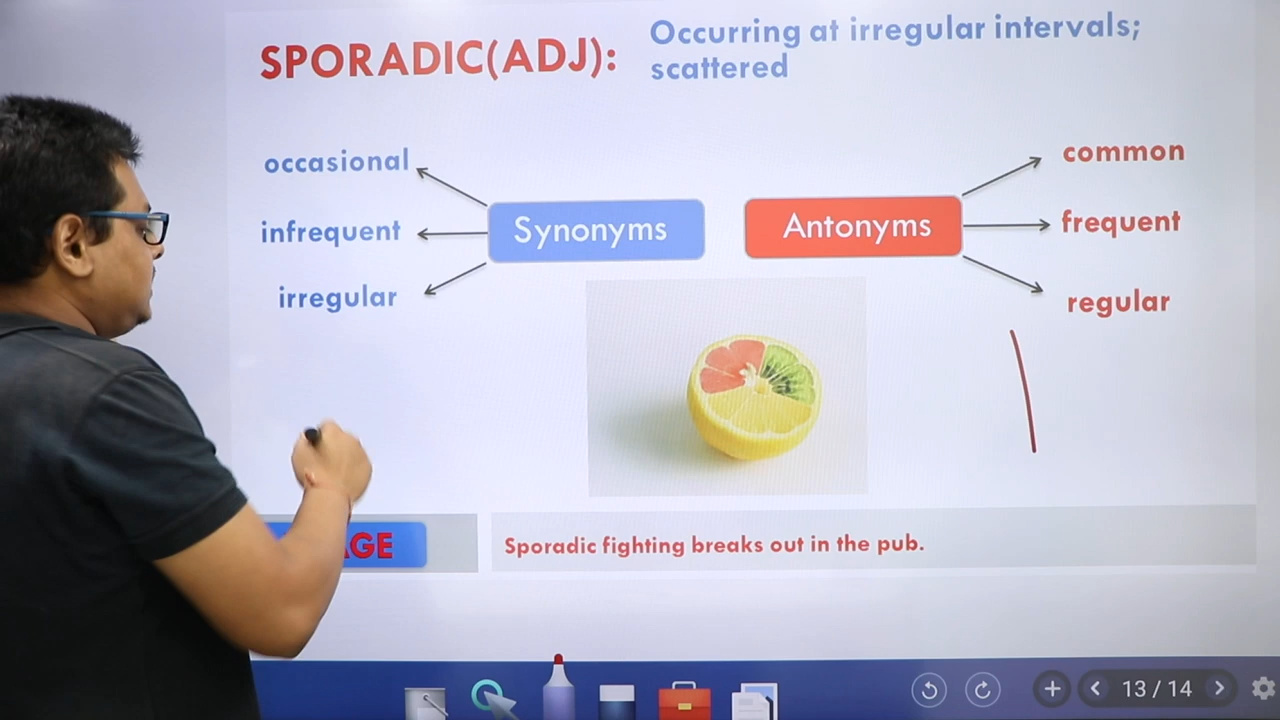 SPORADIC(ADJ):
Occurring at irregular intervals;
scattered
occasional
infrequent
irregular
Synonyms
Antonyms
common
frequent
regular
AGE
Sporadic fighting breaks out in the pub.
13 / 14